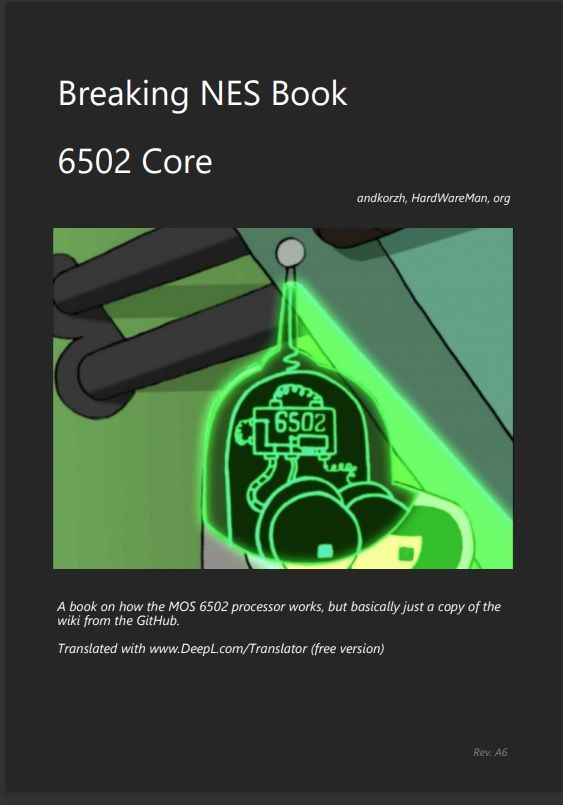 Breaking NES Book
6502 Core
andkorzh, HardWareMan, org
6502
A book on how the MOS 6502 processor works, but basically just a copy of the
wiki from the GitHub.
Translated with www.DeepL.com/Translator (free version)
Rev. A6